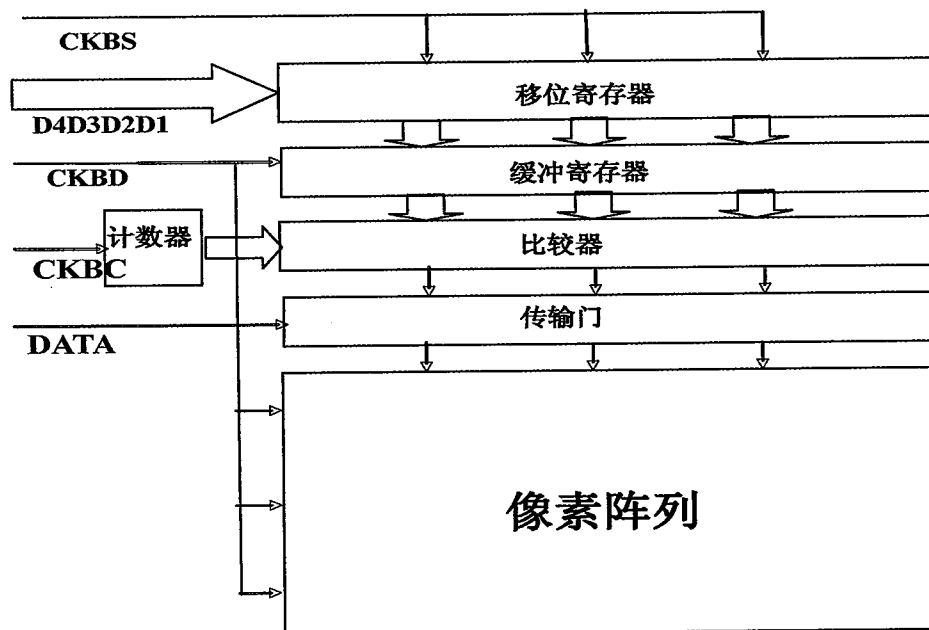 CKBS
移位寄存器
D4D3D2D1
缓冲寄存器
CKBD
计数器
比较器
CKBC
传输门
DATA
像素阵列